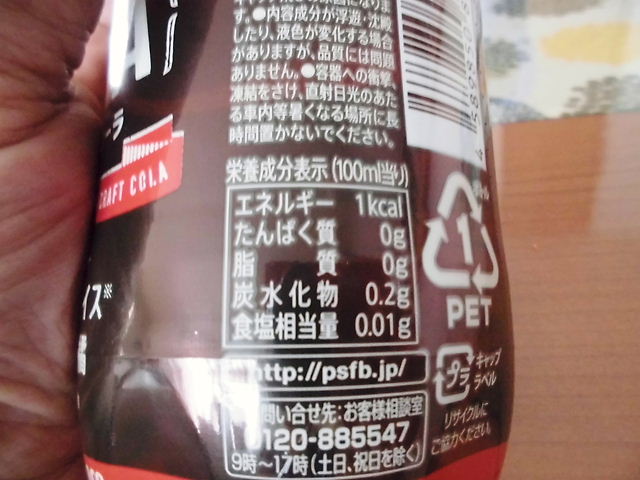 す。●内容成分が浮遊・沈殿
したり、液色が変化する場合
がありますが、品質には問題
ありません。●容器への衝撃、
凍結をさけ、直射日光のあた
る車内等暑くなる場所に長
時間置かないでください。
栄養成分表示(100ml当り)
エネルギー 1kcal
たんぱく質 0g
脂質 0g
炭水化物 0.2g
食塩相当量 0.01g
http://psfb.jp/
問い合せ先:お客様相談室
0120-885547
9時~17時(土日、祝日を除く)
CRAFT COLA
イス※
1
PET
プラ
キャップ
ラベル
リサイクルに
ご協力ください。